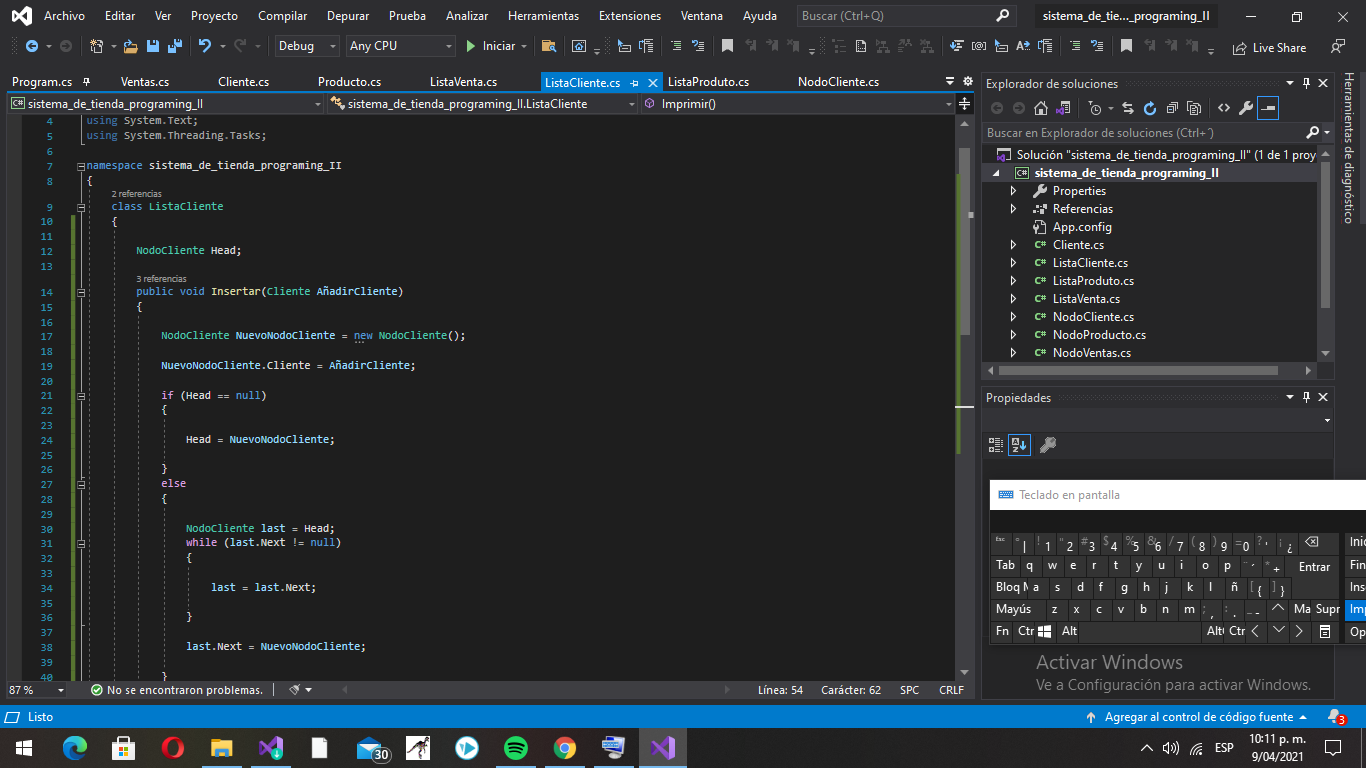 Archivo Editar Ver Proyecto Compilar Depurar Prueba Analizar Herramientas Extensiones Ventana Ayuda Buscar (Ctrl+Q) sistema_de_tie..._programing_II
Debug Any CPU Iniciar Live Share
Program.cs Ventas.cs Cliente.cs Producto.cs ListaVenta.cs ListaCliente.cs ListaProduto.cs NodoCliente.cs
sistema_de_tienda_programing_II sistema_de_tienda_programing_II.ListaCliente Imprimir()
4 using System.Text;
5 using System.Threading.Tasks;
6
7 namespace sistema_de_tienda_programing_II
8 {
2 referencias
9 class ListaCliente
10 {
11
12 NodoCliente Head;
13
3 referencias
14 public void Insertar(Cliente AñadirCliente)
15 {
16
17 NodoCliente NuevoNodoCliente = new NodoCliente();
18
19 NuevoNodoCliente.Cliente = AñadirCliente;
20
21 if (Head == null)
22 {
23
24 Head = NuevoNodoCliente;
25
26 }
27 else
28 {
29
30 NodoCliente last = Head;
31 while (last.Next != null)
32 {
33
34 last = last.Next;
35
36 }
37
38 last.Next = NuevoNodoCliente;
39
40 }
87 % No se encontraron problemas. Línea: 54 Carácter: 62 SPC CRLF
Explorador de soluciones
Buscar en Explorador de soluciones (Ctrl+´)
Solución "sistema_de_tienda_programing_II" (1 de 1 proy
sistema_de_tienda_programing_II
Properties
Referencias
App.config
Cliente.cs
ListaCliente.cs
ListaProduto.cs
ListaVenta.cs
NodoCliente.cs
NodoProducto.cs
NodoVentas.cs
Herramientas de diagnóstico
Propiedades
Teclado en pantalla
Esc ° | ! 1 " 2 # 3 $ 4 % 5 & 6 / 7 ( 8 ) 9 = 0 ? ' ¡ ¿ Inic
Tab q w e r t y u i o p ¨ ´ * + Entrar Fin
Bloq M a s d f g h j k l ñ [ { ] } Inse
Mayús z x c v b n m ; , : . _ - Ma Supr Imp
Fn Ctr Alt Alt Ctr Op
Activar Windows
Ve a Configuración para activar Windows.
Listo Agregar al control de código fuente 3
30 ESP 10:11 p. m.
9/04/2021